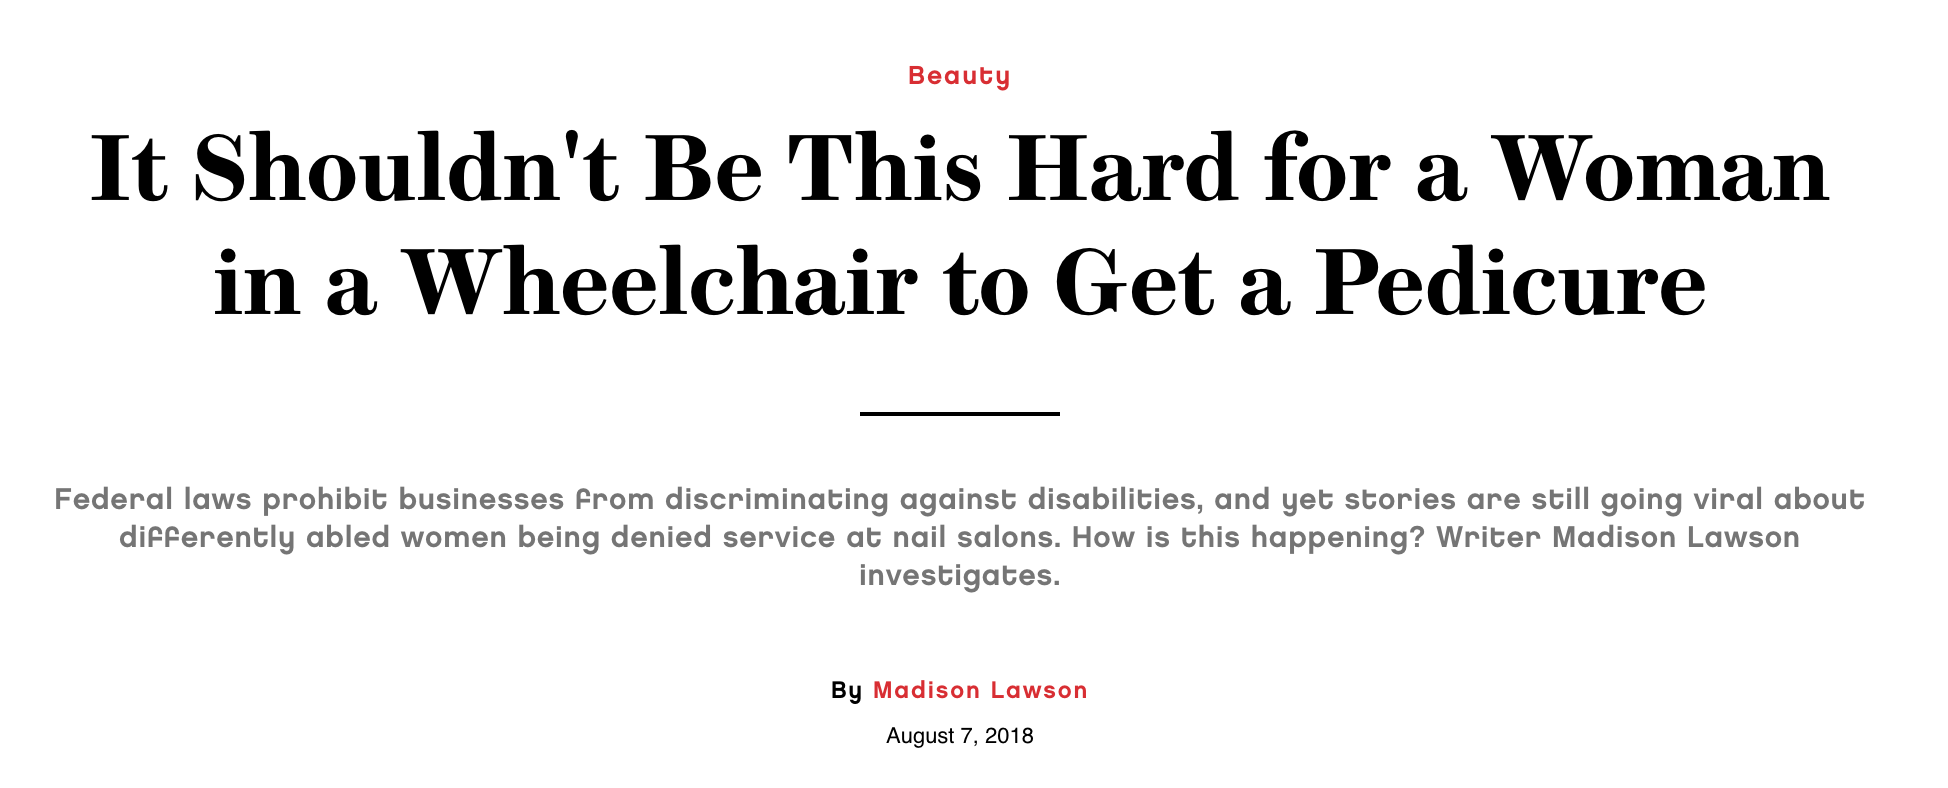 Beauty
It Shouldn't Be This Hard for a Woman
in a Wheelchair to Get a Pedicure
Federal laws prohibit businesses from discriminating against disabilities, and yet stories are still going viral about
differently abled women being denied service at nail salons. How is this happening? Writer Madison Lawson
investigates.
By Madison Lawson
August 7, 2018